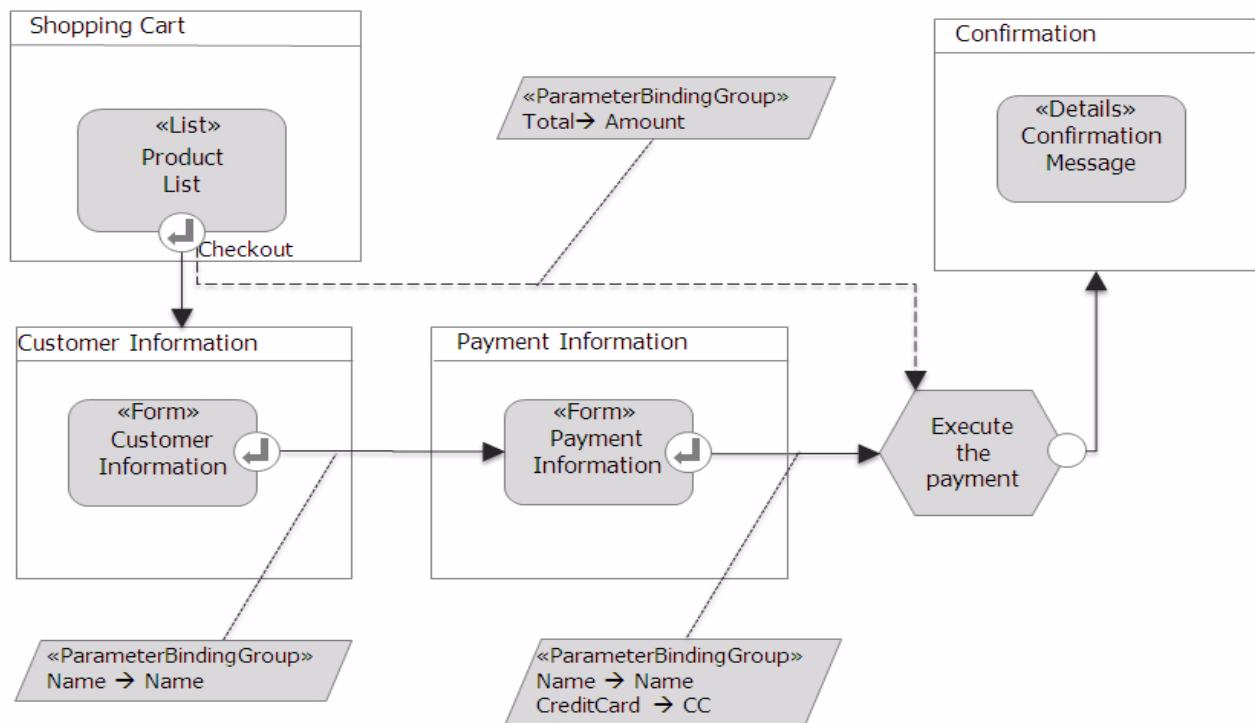 Shopping Cart
«List»
Product
List
Checkout
«ParameterBindingGroup»
Total→ Amount
Confirmation
«Details»
Confirmation
Message
Customer Information
«Form»
Customer
Information
Payment Information
«Form»
Payment
Information
Execute
the
payment
«ParameterBindingGroup»
Name → Name
«ParameterBindingGroup»
Name → Name
CreditCard → CC